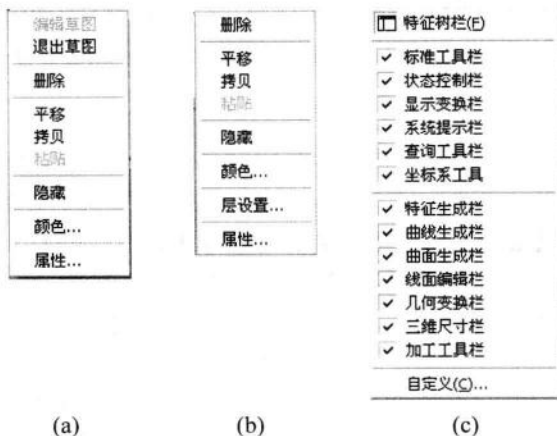 编辑草图
退出草图
删除
平移
拷贝
粘贴
隐藏
颜色...
属性...
(a)
删除
平移
拷贝
粘贴
隐藏
颜色...
层设置...
属性...
(b)
特征树栏(F)
标准工具栏
状态控制栏
显示变换栏
系统提示栏
查询工具栏
坐标系工具
特征生成栏
曲线生成栏
曲面生成栏
线面编辑栏
几何变换栏
三维尺寸栏
加工工具栏
自定义(C)...
(c)